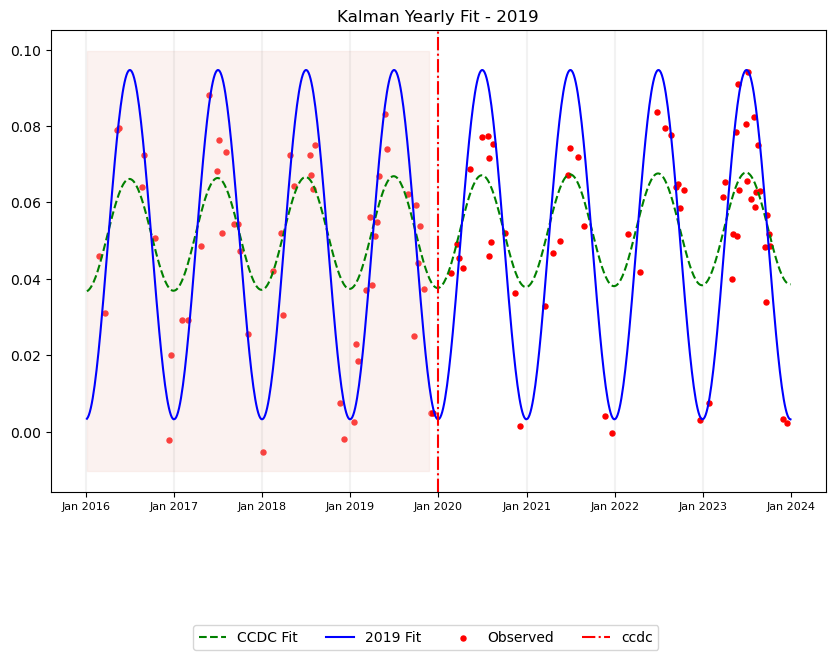 Kalman Yearly Fit - 2019
0.10
0.08
0.06
0.04
0.02
0.00
Jan 2016 Jan 2017 Jan 2018 Jan 2019 Jan 2020 Jan 2021 Jan 2022 Jan 2023 Jan 2024
CCDC Fit 2019 Fit Observed ccdc